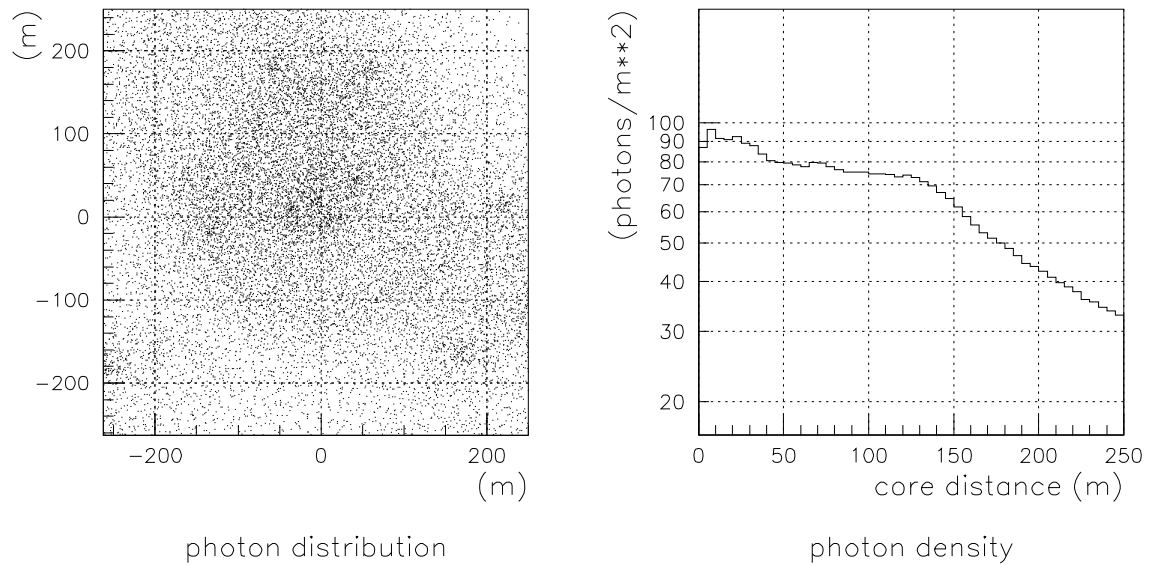 (m)
200
100
0
−100
−200
−200 0 200
(m)
photon distribution
(photons/m**2)
100
90
80
70
60
50
40
30
20
0 50 100 150 200 250
core distance (m)
photon density